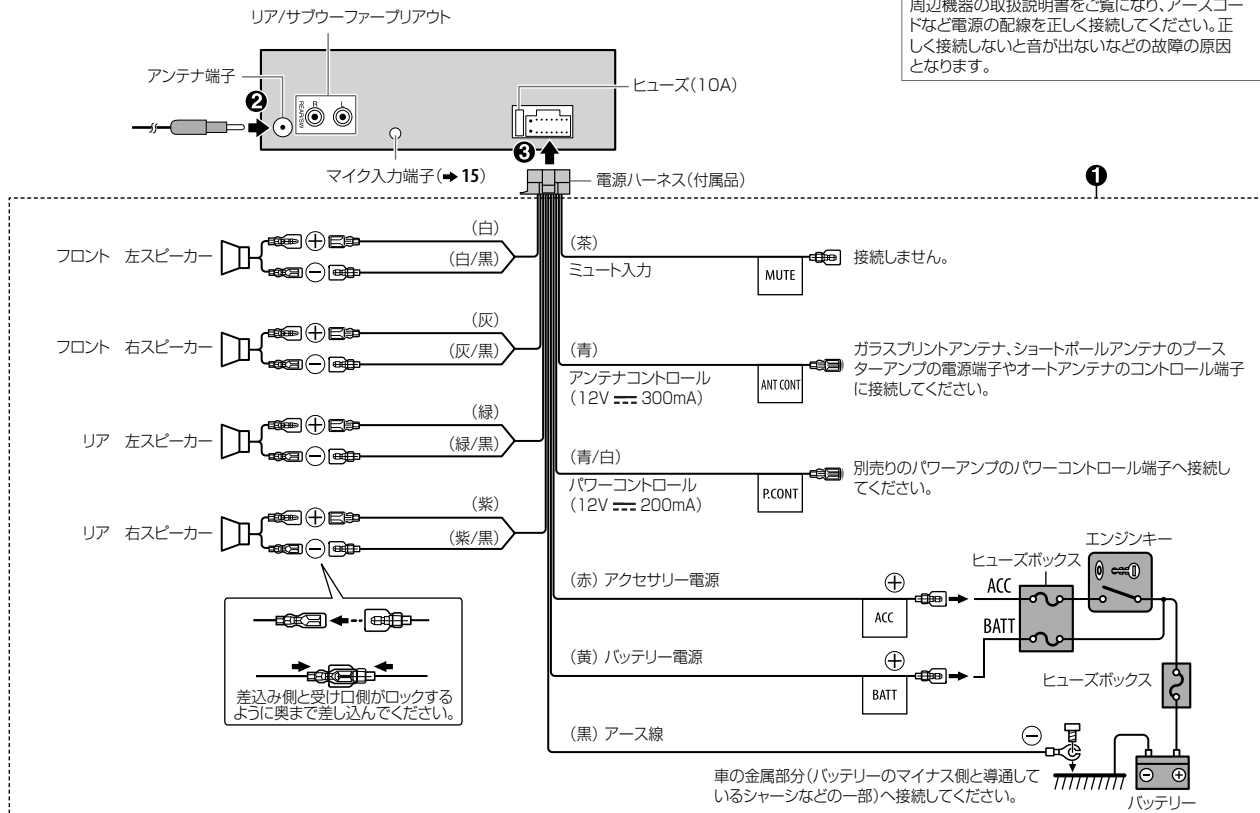 周辺機器の取扱説明書をご覧になり、アースコー
ドなど電源の配線を正しく接続してください。正
しく接続しないと音が出ないなどの故障の原因
となります。
リア/サブウーファープリアウト
アンテナ端子
❷
REAR/SW
R
L
ヒューズ(10A)
❸
マイク入力端子(➡ 15)
電源ハーネス(付属品)
❶
フロント 左スピーカー
(白)
(白/黒)
フロント 右スピーカー
(灰)
(灰/黒)
リア 左スピーカー
(緑)
(緑/黒)
リア 右スピーカー
(紫)
(紫/黒)
差込み側と受け口側がロックする
ように奥まで差し込んでください。
(茶)
ミュート入力
MUTE
接続しません。
(青)
アンテナコントロール
(12V ⎓ 300mA)
ANT CONT
ガラスプリントアンテナ、ショートポールアンテナのブース
ターアンプの電源端子やオートアンテナのコントロール端子
に接続してください。
(青/白)
パワーコントロール
(12V ⎓ 200mA)
P.CONT
別売りのパワーアンプのパワーコントロール端子へ接続し
てください。
(赤) アクセサリー電源
ACC
ACC
ヒューズボックス
エンジンキー
(黄) バッテリー電源
BATT
BATT
ヒューズボックス
(黒) アース線
車の金属部分(バッテリーのマイナス側と導通して
いるシャーシなどの一部)へ接続してください。
バッテリー